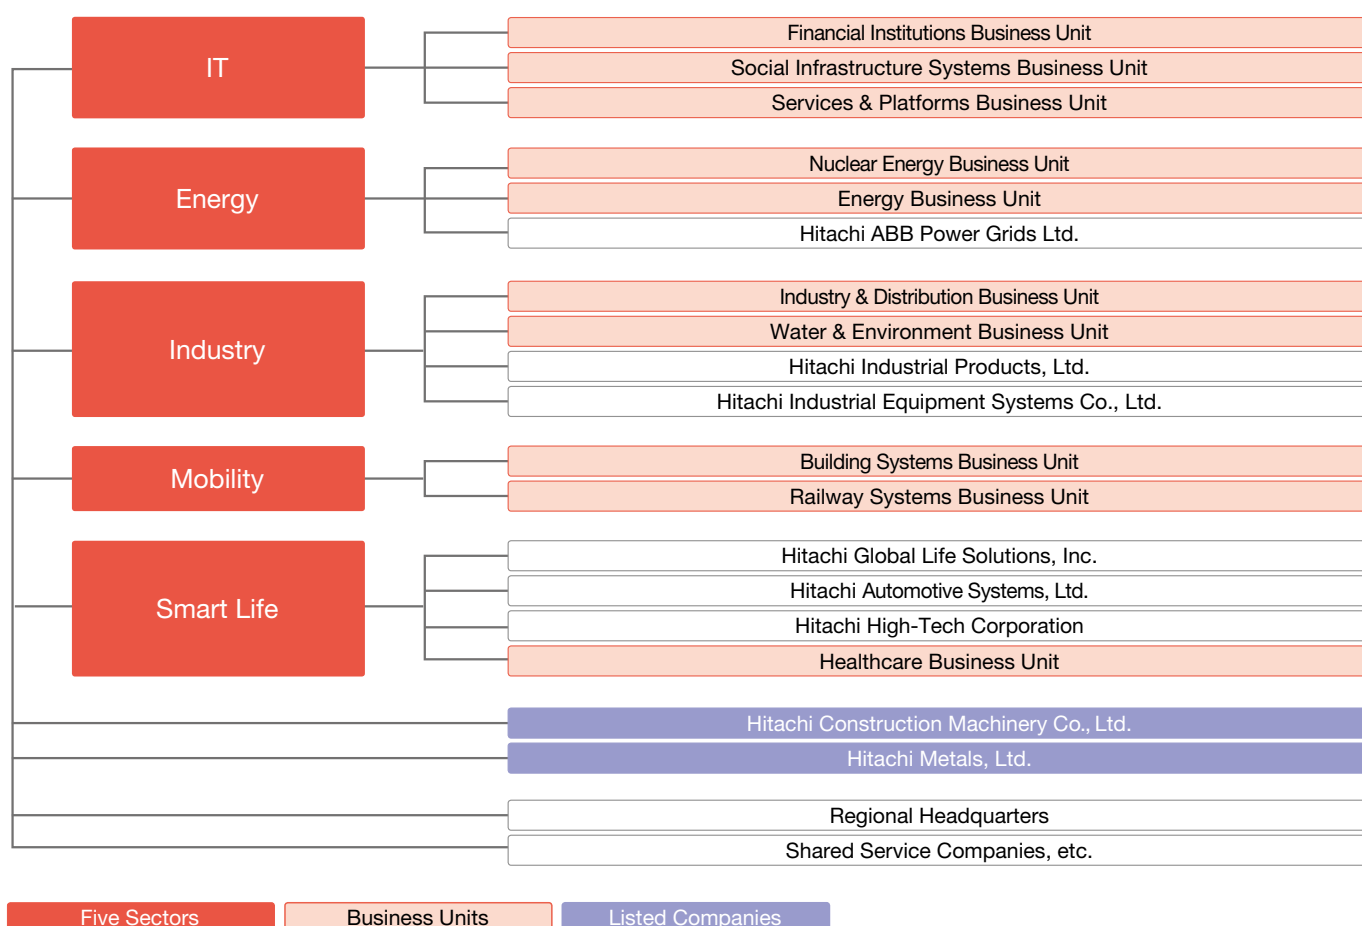 IT
Financial Institutions Business Unit
Social Infrastructure Systems Business Unit
Services & Platforms Business Unit
Energy
Nuclear Energy Business Unit
Energy Business Unit
Hitachi ABB Power Grids Ltd.
Industry
Industry & Distribution Business Unit
Water & Environment Business Unit
Hitachi Industrial Products, Ltd.
Hitachi Industrial Equipment Systems Co., Ltd.
Mobility
Building Systems Business Unit
Railway Systems Business Unit
Smart Life
Hitachi Global Life Solutions, Inc.
Hitachi Automotive Systems, Ltd.
Hitachi High-Tech Corporation
Healthcare Business Unit
Hitachi Construction Machinery Co., Ltd.
Hitachi Metals, Ltd.
Regional Headquarters
Shared Service Companies, etc.
Five Sectors
Business Units
Listed Companies